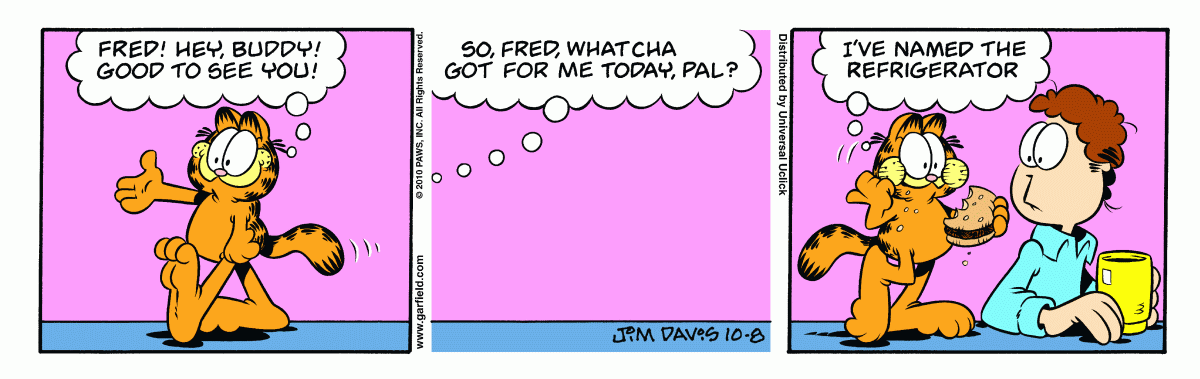 FRED! HEY, BUDDY!
GOOD TO SEE YOU!
© 2010 PAWS, INC. All Rights Reserved.
www.garfield.com
SO, FRED, WHATCHA
GOT FOR ME TODAY, PAL?
JIM DAVIS 10-8
Distributed by Universal Uclick
I'VE NAMED THE
REFRIGERATOR